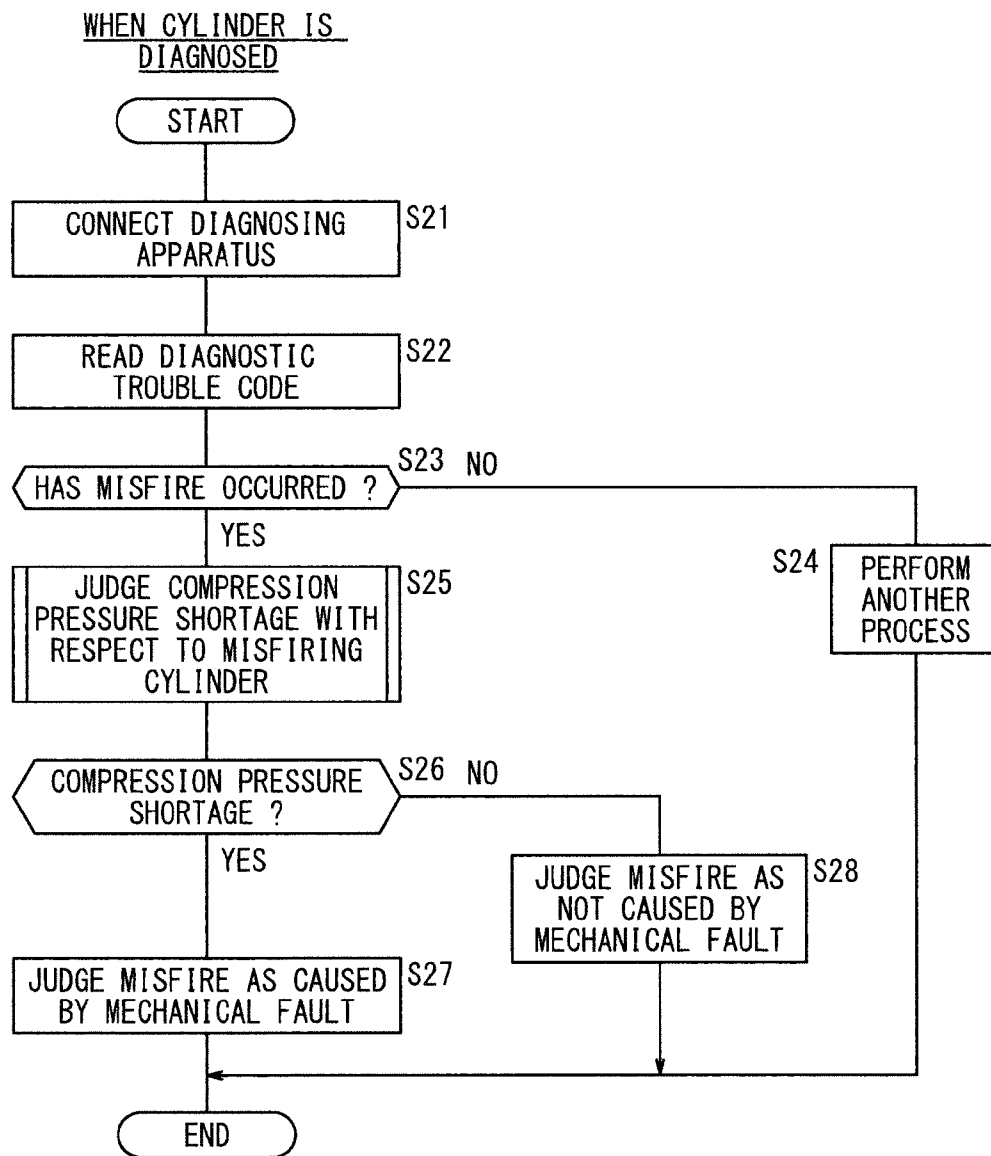 WHEN CYLINDER IS
DIAGNOSED
START
CONNECT DIAGNOSING
APPARATUS
S21
READ DIAGNOSTIC
TROUBLE CODE
S22
HAS MISFIRE OCCURRED ?
S23 NO
YES
S24
PERFORM
ANOTHER
PROCESS
JUDGE COMPRESSION
PRESSURE SHORTAGE WITH
RESPECT TO MISFIRING
CYLINDER
S25
COMPRESSION PRESSURE
SHORTAGE ?
S26 NO
YES
JUDGE MISFIRE AS
NOT CAUSED BY
MECHANICAL FAULT
S28
JUDGE MISFIRE AS CAUSED
BY MECHANICAL FAULT
S27
END